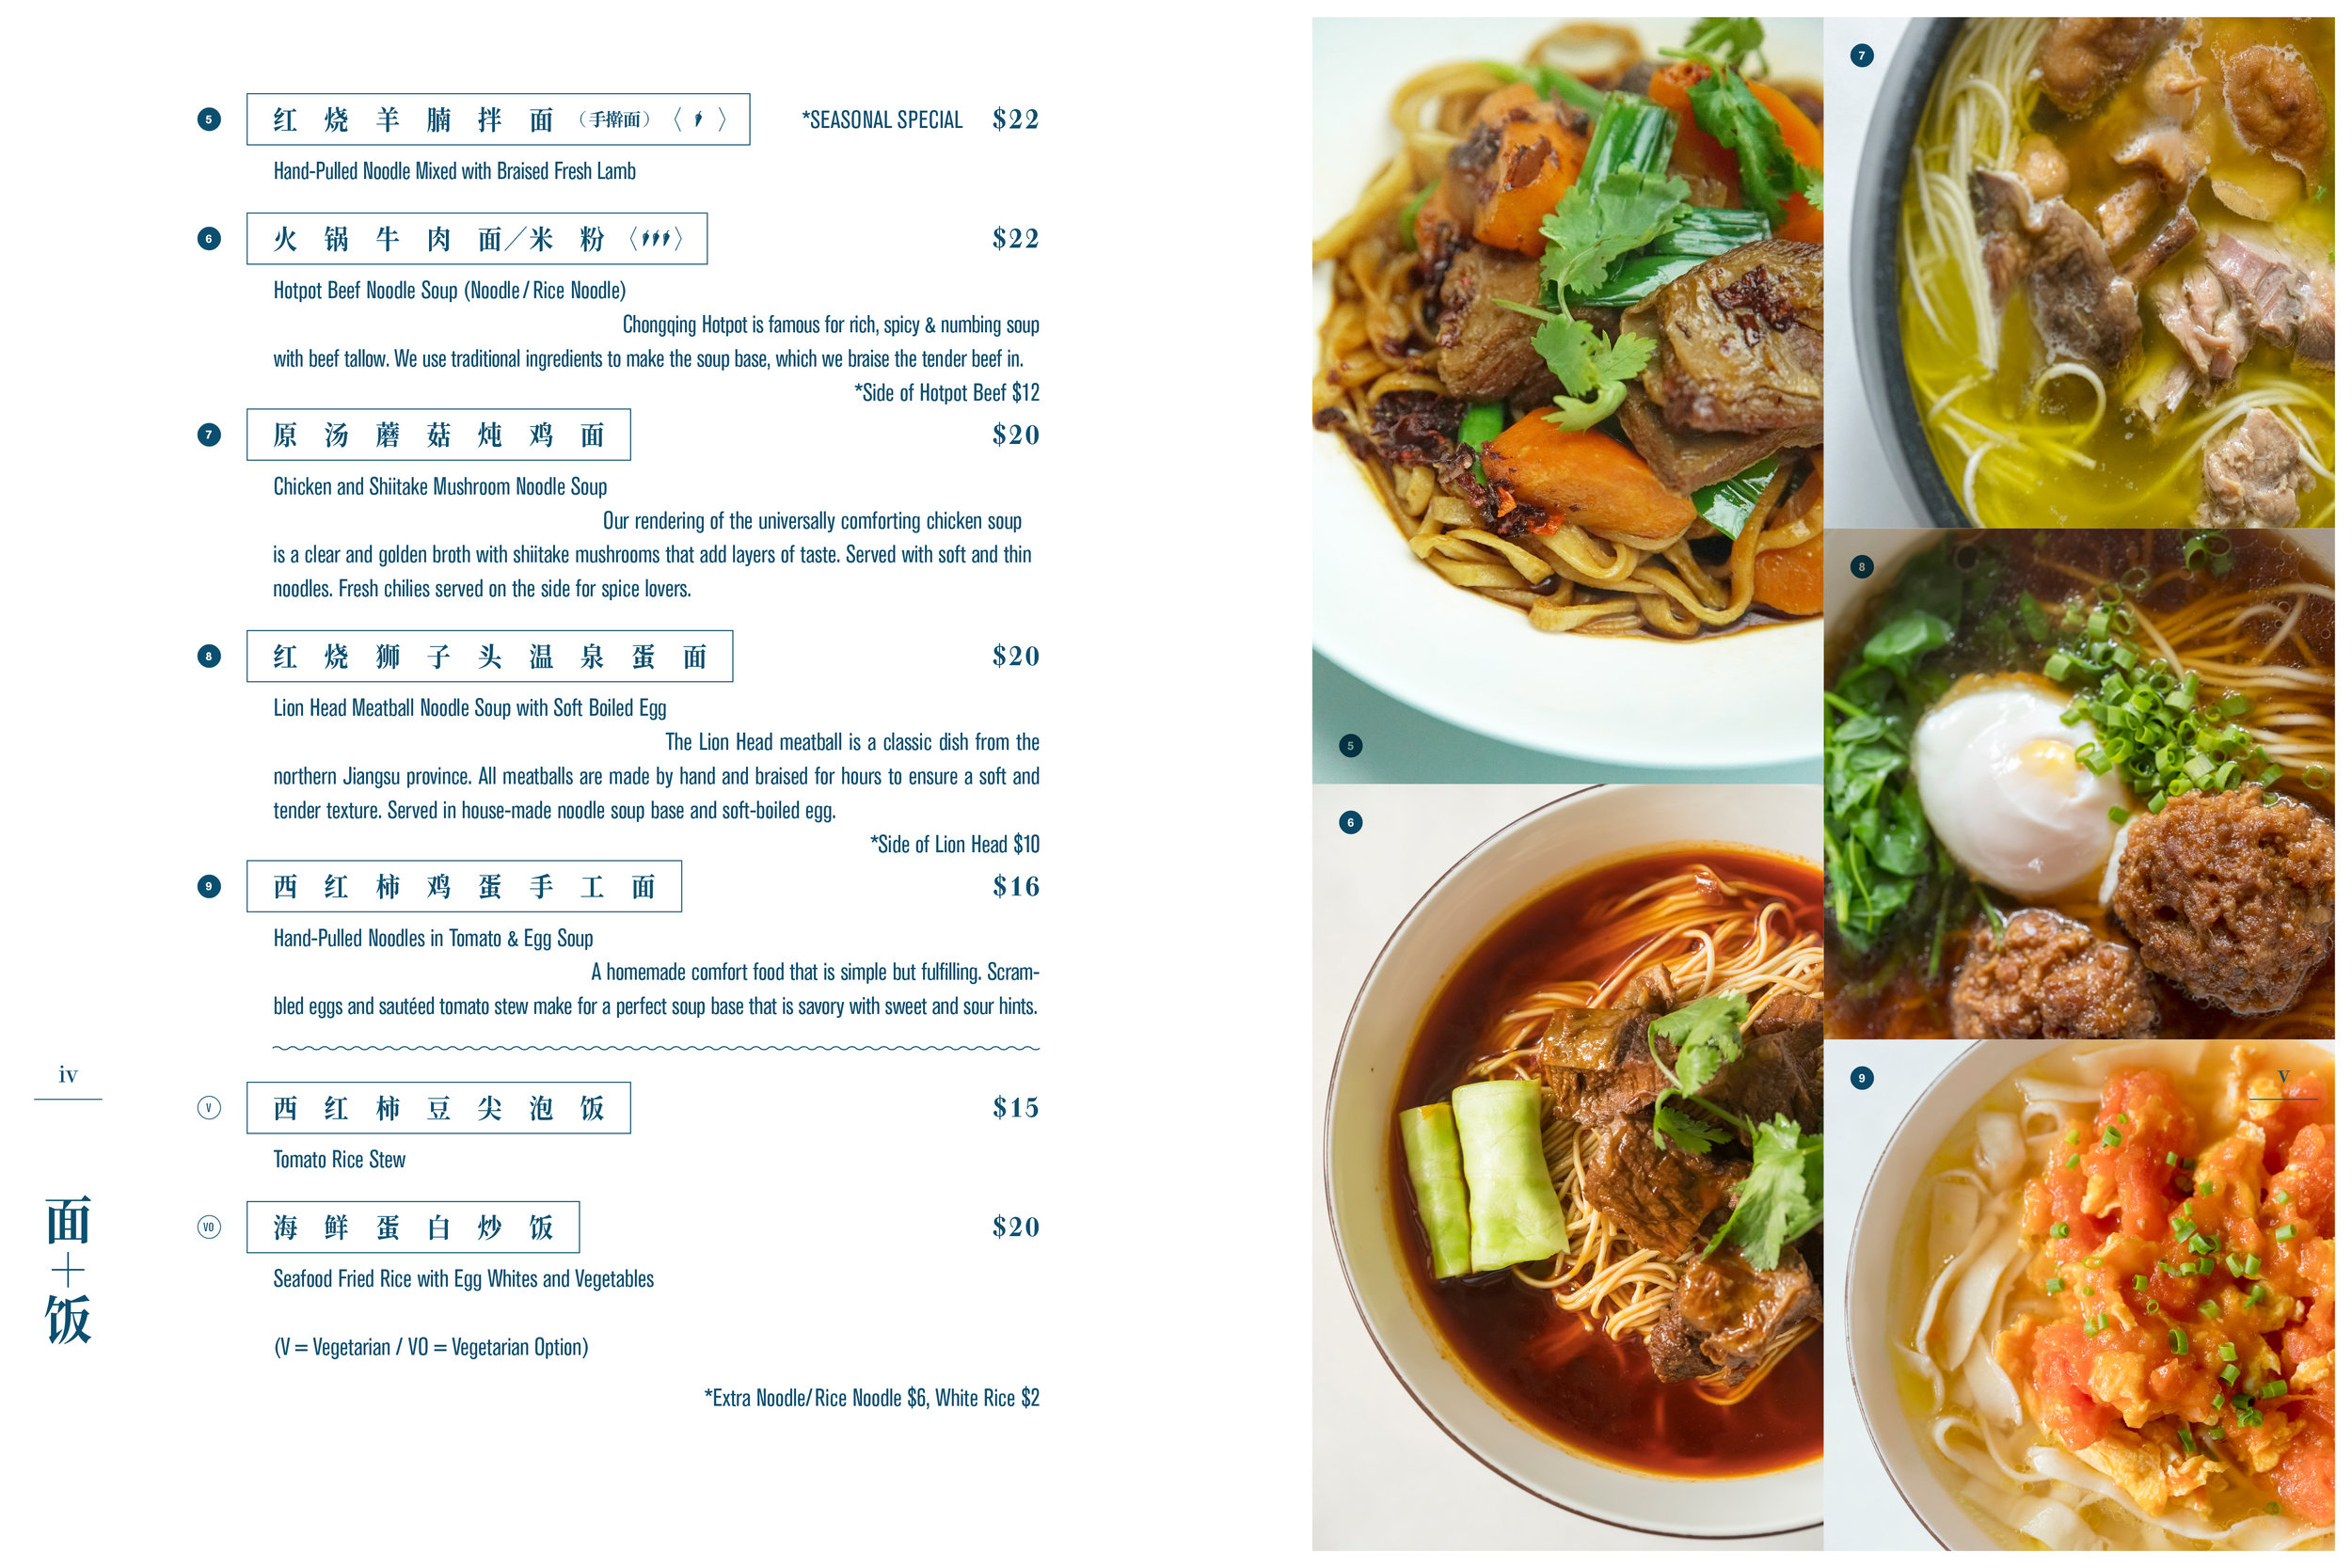 5 红烧羊腩拌面（手擀面）〈〉 *SEASONAL SPECIAL $22
Hand-Pulled Noodle Mixed with Braised Fresh Lamb
6 火锅牛肉面／米粉〈〉 $22
Hotpot Beef Noodle Soup (Noodle/Rice Noodle)
Chongqing Hotpot is famous for rich, spicy & numbing soup
with beef tallow. We use traditional ingredients to make the soup base, which we braise the tender beef in.
*Side of Hotpot Beef $12
7 原汤蘑菇炖鸡面 $20
Chicken and Shiitake Mushroom Noodle Soup
Our rendering of the universally comforting chicken soup
is a clear and golden broth with shiitake mushrooms that add layers of taste. Served with soft and thin
noodles. Fresh chilies served on the side for spice lovers.
8 红烧狮子头温泉蛋面 $20
Lion Head Meatball Noodle Soup with Soft Boiled Egg
The Lion Head meatball is a classic dish from the
northern Jiangsu province. All meatballs are made by hand and braised for hours to ensure a soft and
tender texture. Served in house-made noodle soup base and soft-boiled egg.
*Side of Lion Head $10
9 西红柿鸡蛋手工面 $16
Hand-Pulled Noodles in Tomato & Egg Soup
A homemade comfort food that is simple but fulfilling. Scram-
bled eggs and sautéed tomato stew make for a perfect soup base that is savory with sweet and sour hints.
V 西红柿豆尖泡饭 $15
Tomato Rice Stew
VO 海鲜蛋白炒饭 $20
Seafood Fried Rice with Egg Whites and Vegetables
(V = Vegetarian / VO = Vegetarian Option)
*Extra Noodle/Rice Noodle $6, White Rice $2
iv
面+饭
5
6
7
8
9
v